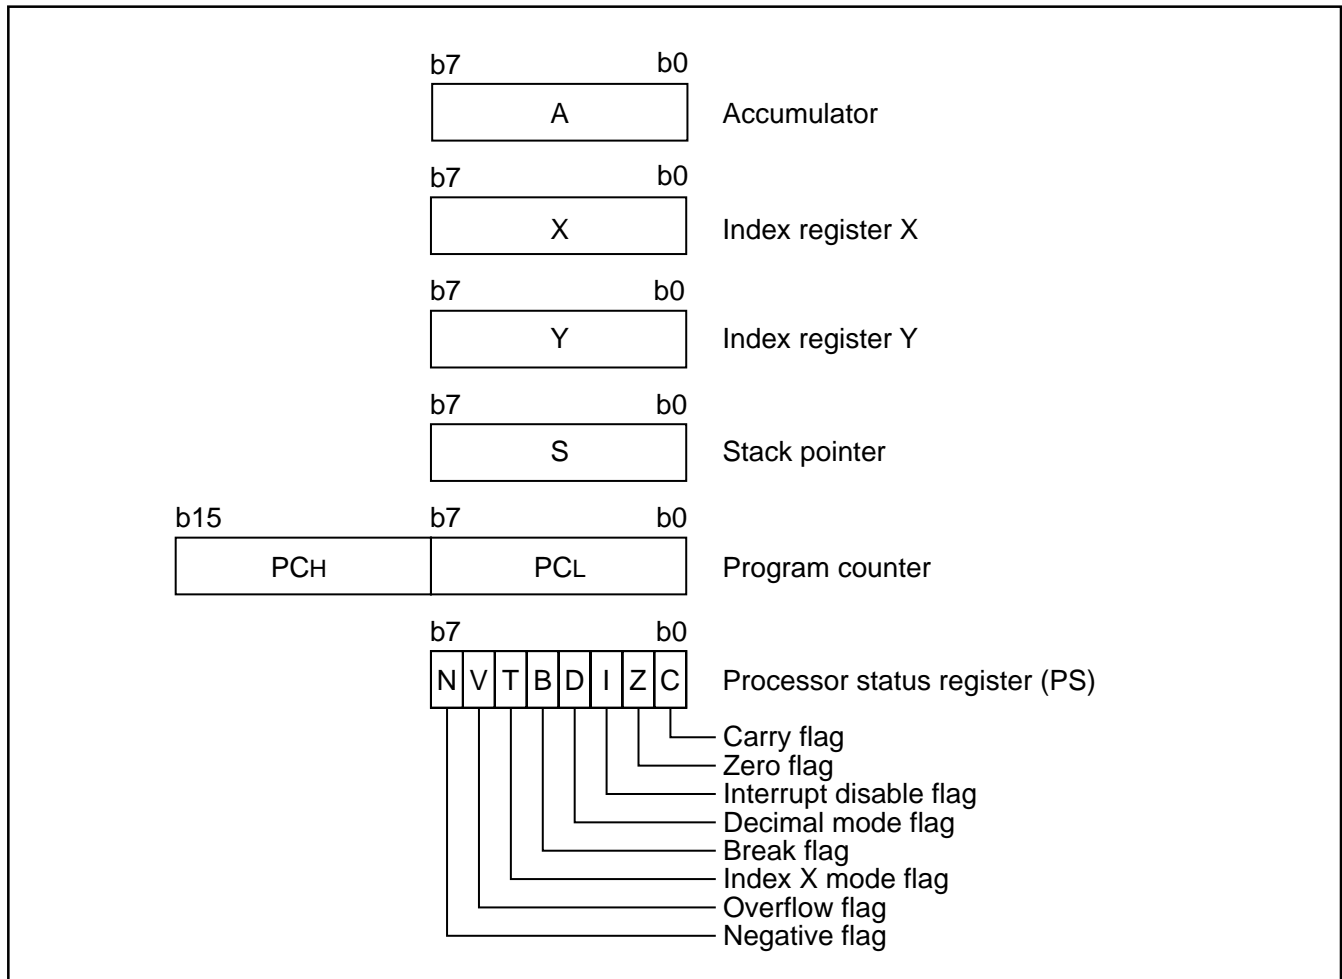 b7 b0
A Accumulator
b7 b0
X Index register X
b7 b0
Y Index register Y
b7 b0
S Stack pointer
b15 b7 b0
PCH PCL Program counter
b7 b0
N V T B D I Z C Processor status register (PS)
Carry flag
Zero flag
Interrupt disable flag
Decimal mode flag
Break flag
Index X mode flag
Overflow flag
Negative flag